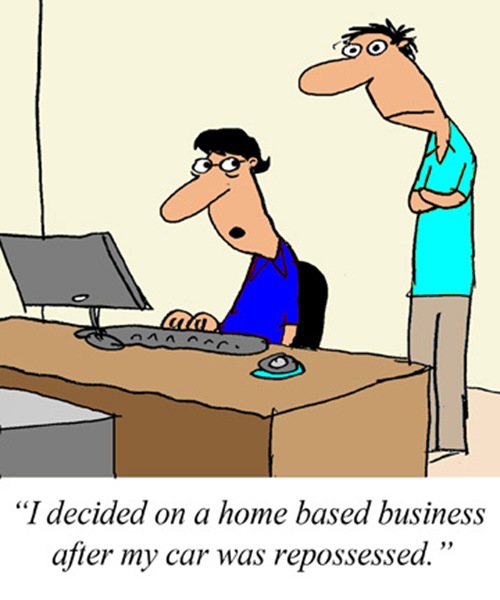 “I decided on a home based business
after my car was repossessed.”